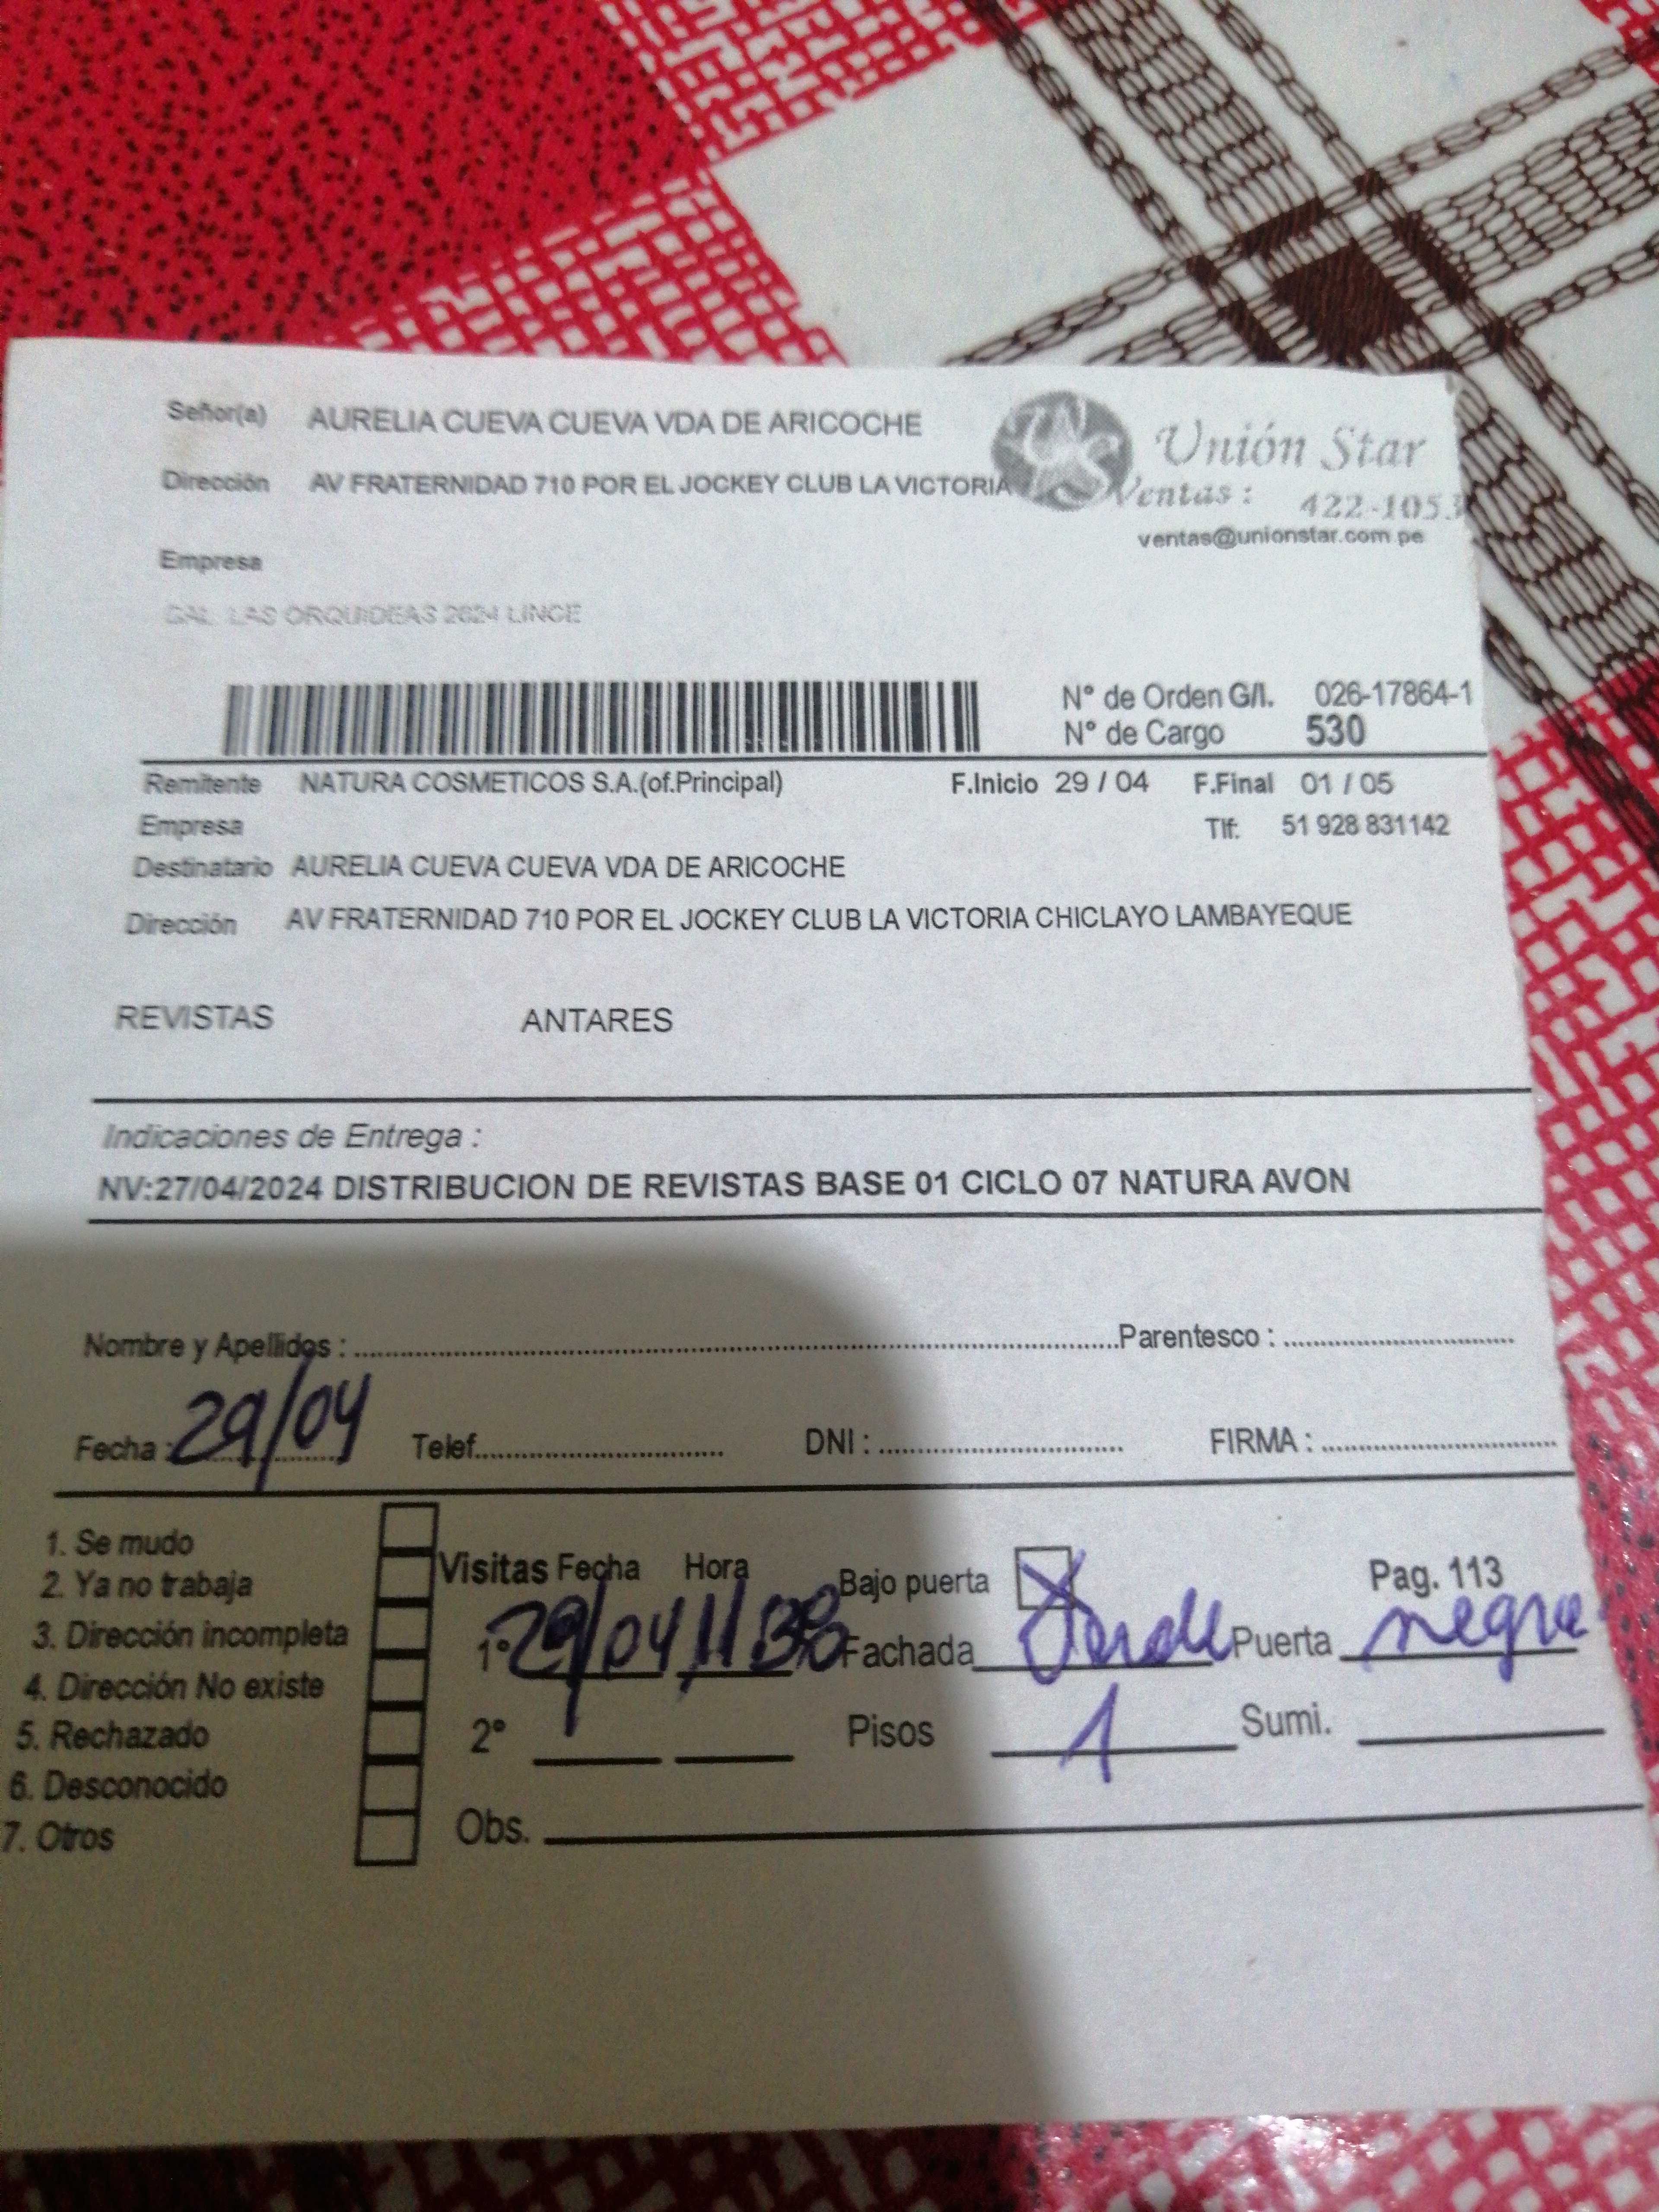 Señor(a) AURELIA CUEVA CUEVA VDA DE ARICOCHE
Dirección AV FRATERNIDAD 710 POR EL JOCKEY CLUB LA VICTORIA
Unión Star
Ventas : 422-1053
ventas@unionstar.com.pe
Empresa
CAL. LAS ORQUIDEAS 2624 LINCE
N° de Orden G/I. 026-17864-1
N° de Cargo 530
Remitente NATURA COSMETICOS S.A.(of.Principal) F.Inicio 29 / 04 F.Final 01 / 05
Empresa Tlf: 51 928 831142
Destinatario AURELIA CUEVA CUEVA VDA DE ARICOCHE
Dirección AV FRATERNIDAD 710 POR EL JOCKEY CLUB LA VICTORIA CHICLAYO LAMBAYEQUE
REVISTAS ANTARES
Indicaciones de Entrega :
NV:27/04/2024 DISTRIBUCION DE REVISTAS BASE 01 CICLO 07 NATURA AVON
Nombre y Apellidos : Parentesco :
Fecha : 29/04 Telef. DNI : FIRMA :
1. Se mudo
2. Ya no trabaja
3. Dirección incompleta
4. Dirección No existe
5. Rechazado
6. Desconocido
7. Otros
Visitas Fecha Hora Bajo puerta X Pag. 113
1° 29/04 11:38 Fachada Verde Puerta negra
2° Pisos 1 Sumi.
Obs.